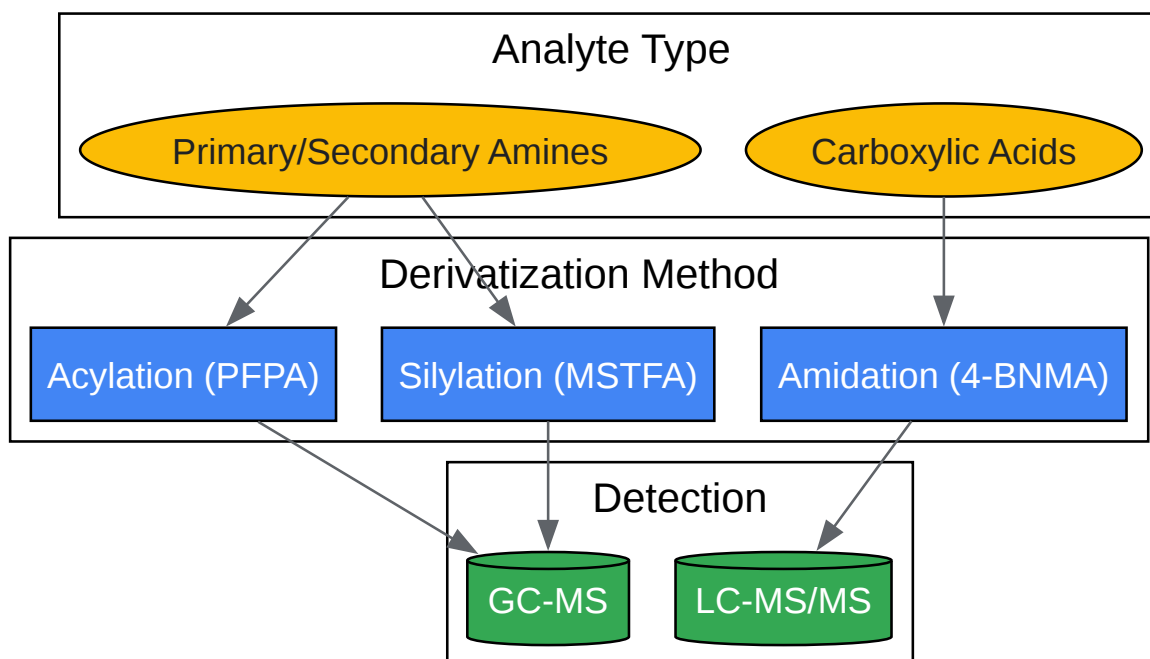 Analyte Type
Primary/Secondary Amines
Carboxylic Acids
Derivatization Method
Acylation (PFPA)
Silylation (MSTFA)
Amidation (4-BNMA)
Detection
GC-MS
LC-MS/MS